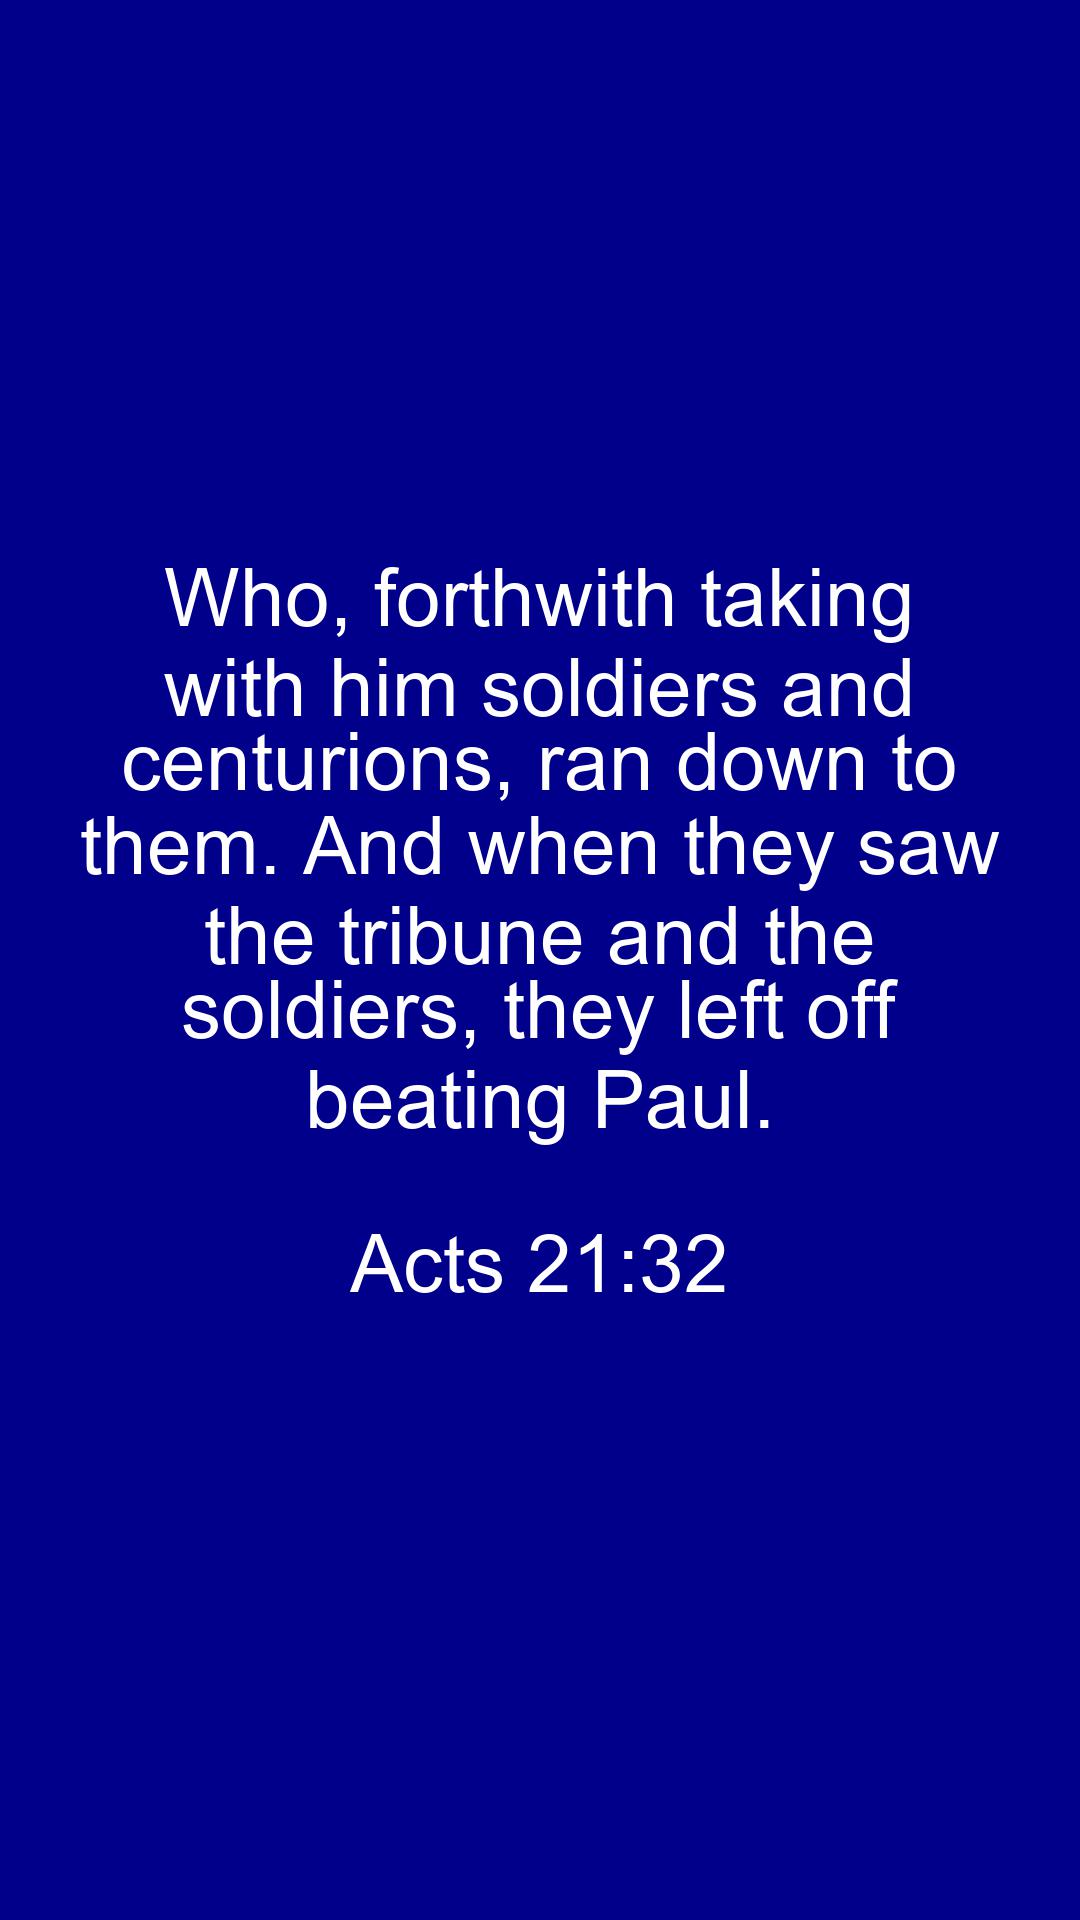 Who, forthwith taking
with him soldiers and
centurions, ran down to
them. And when they saw
the tribune and the
soldiers, they left off
beating Paul.
Acts 21:32